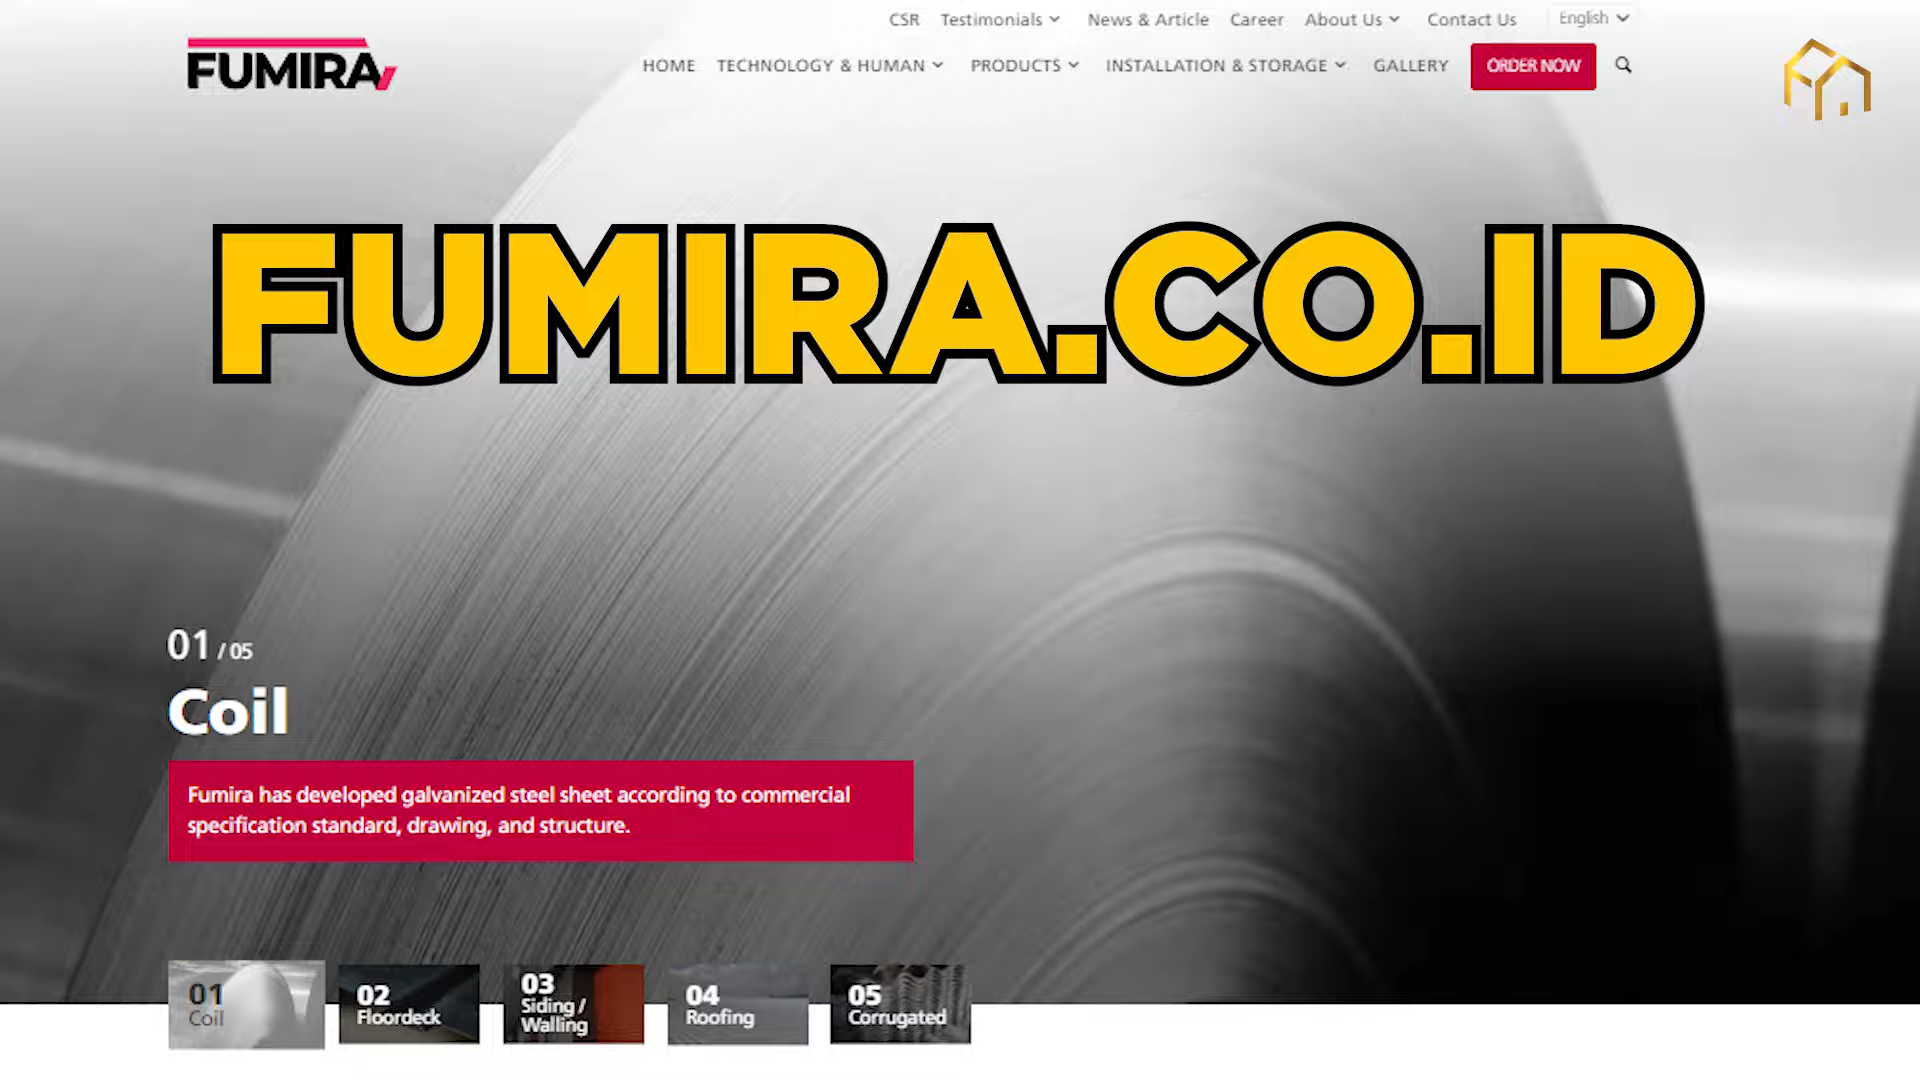 CSR Testimonials News & Article Career About Us Contact Us English
FUMIRA
HOME TECHNOLOGY & HUMAN PRODUCTS INSTALLATION & STORAGE GALLERY ORDER NOW
FUMIRA.CO.ID
01 / 05
Coil
Fumira has developed galvanized steel sheet according to commercial
specification standard, drawing, and structure.
01
Coil
02
Floordeck
03
Siding /
Walling
04
Roofing
05
Corrugated